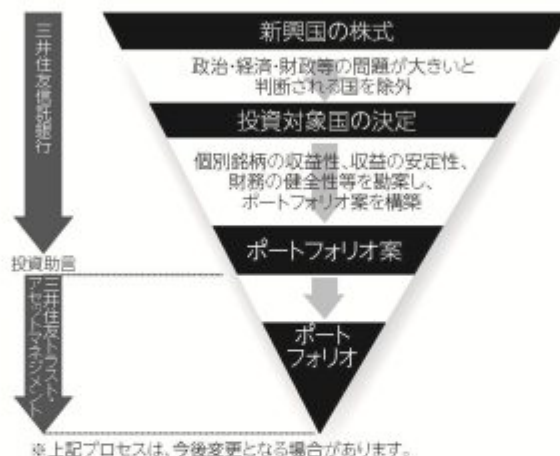 三井住友信託銀行
新興国の株式
政治・経済・財政等の問題が大きいと
判断される国を除外
投資対象国の決定
個別銘柄の収益性、収益の安定性、
財務の健全性等を勘案し、
ポートフォリオ案を構築
ポートフォリオ案
投資助言
三井住友トラスト・
アセットマネジメント
ポート
フォリオ
※上記プロセスは、今後変更となる場合があります。